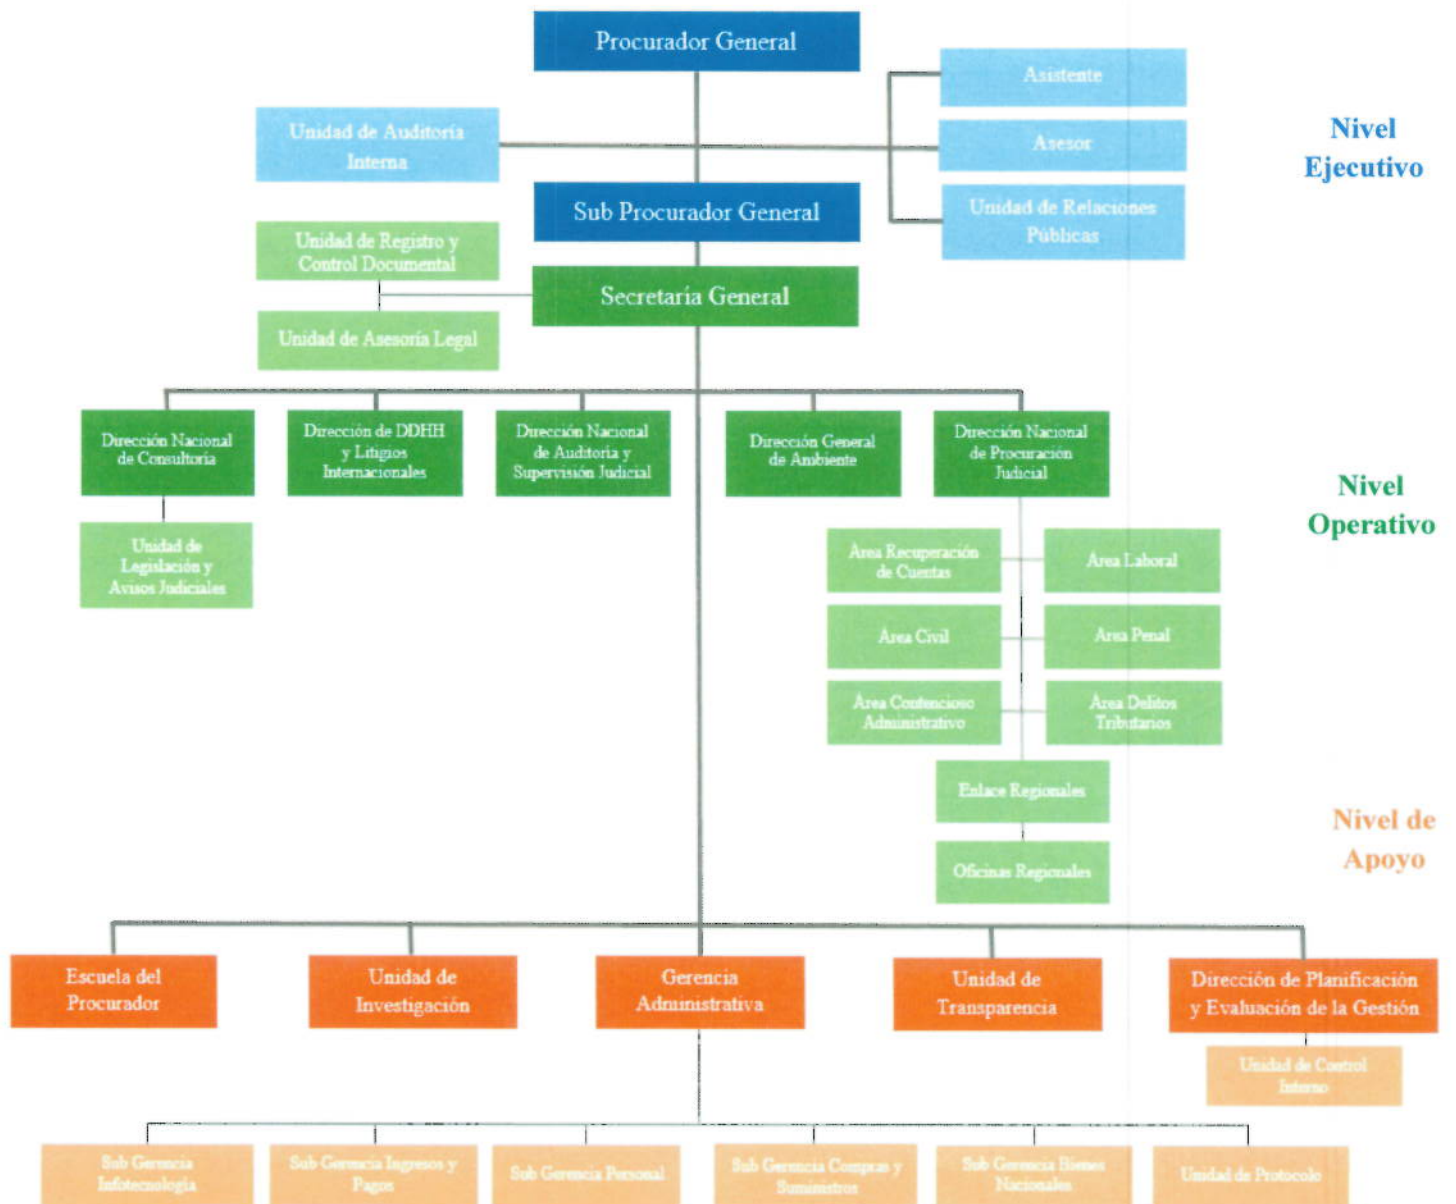 Procurador General
Asistente
Unidad de Auditoría
Interna
Asesor
Nivel
Ejecutivo
Sub Procurador General
Unidad de Relaciones
Públicas
Unidad de Registro y
Control Documental
Secretaría General
Unidad de Asesoría Legal
Dirección Nacional
de Consultoría
Dirección de DDHH
y Litigios
Internacionales
Dirección Nacional
de Auditoría y
Supervisión Judicial
Dirección General
de Ambiente
Dirección Nacional
de Procuración
Judicial
Nivel
Operativo
Unidad de
Legislación y
Avisos Judiciales
Área Recuperación
de Cuentas
Área Laboral
Área Civil
Área Penal
Área Contencioso
Administrativo
Área Delitos
Tributarios
Enlace Regionales
Nivel de
Apoyo
Oficinas Regionales
Escuela del
Procurador
Unidad de
Investigación
Gerencia
Administrativa
Unidad de
Transparencia
Dirección de Planificación
y Evaluación de la Gestión
Unidad de Control
Interno
Sub Gerencia
Infotecnología
Sub Gerencia Ingresos y
Pagos
Sub Gerencia Personal
Sub Gerencia Compras y
Suministros
Sub Gerencia Bienes
Nacionales
Unidad de Protocolo